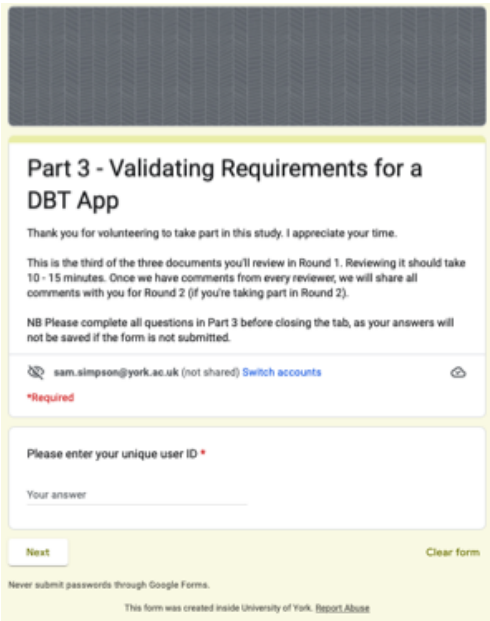 Part 3 - Validating Requirements for a
DBT App
Thank you for volunteering to take part in this study. I appreciate your time.
This is the third of the three documents you'll review in Round 1. Reviewing it should take
10 - 15 minutes. Once we have comments from every reviewer, we will share all
comments with you for Round 2 (if you're taking part in Round 2).
NB Please complete all questions in Part 3 before closing the tab, as your answers will
not be saved if the form is not submitted.
sam.simpson@york.ac.uk (not shared) Switch accounts
*Required
Please enter your unique user ID *
Your answer
Next
Clear form
Never submit passwords through Google Forms.
This form was created inside University of York. Report Abuse